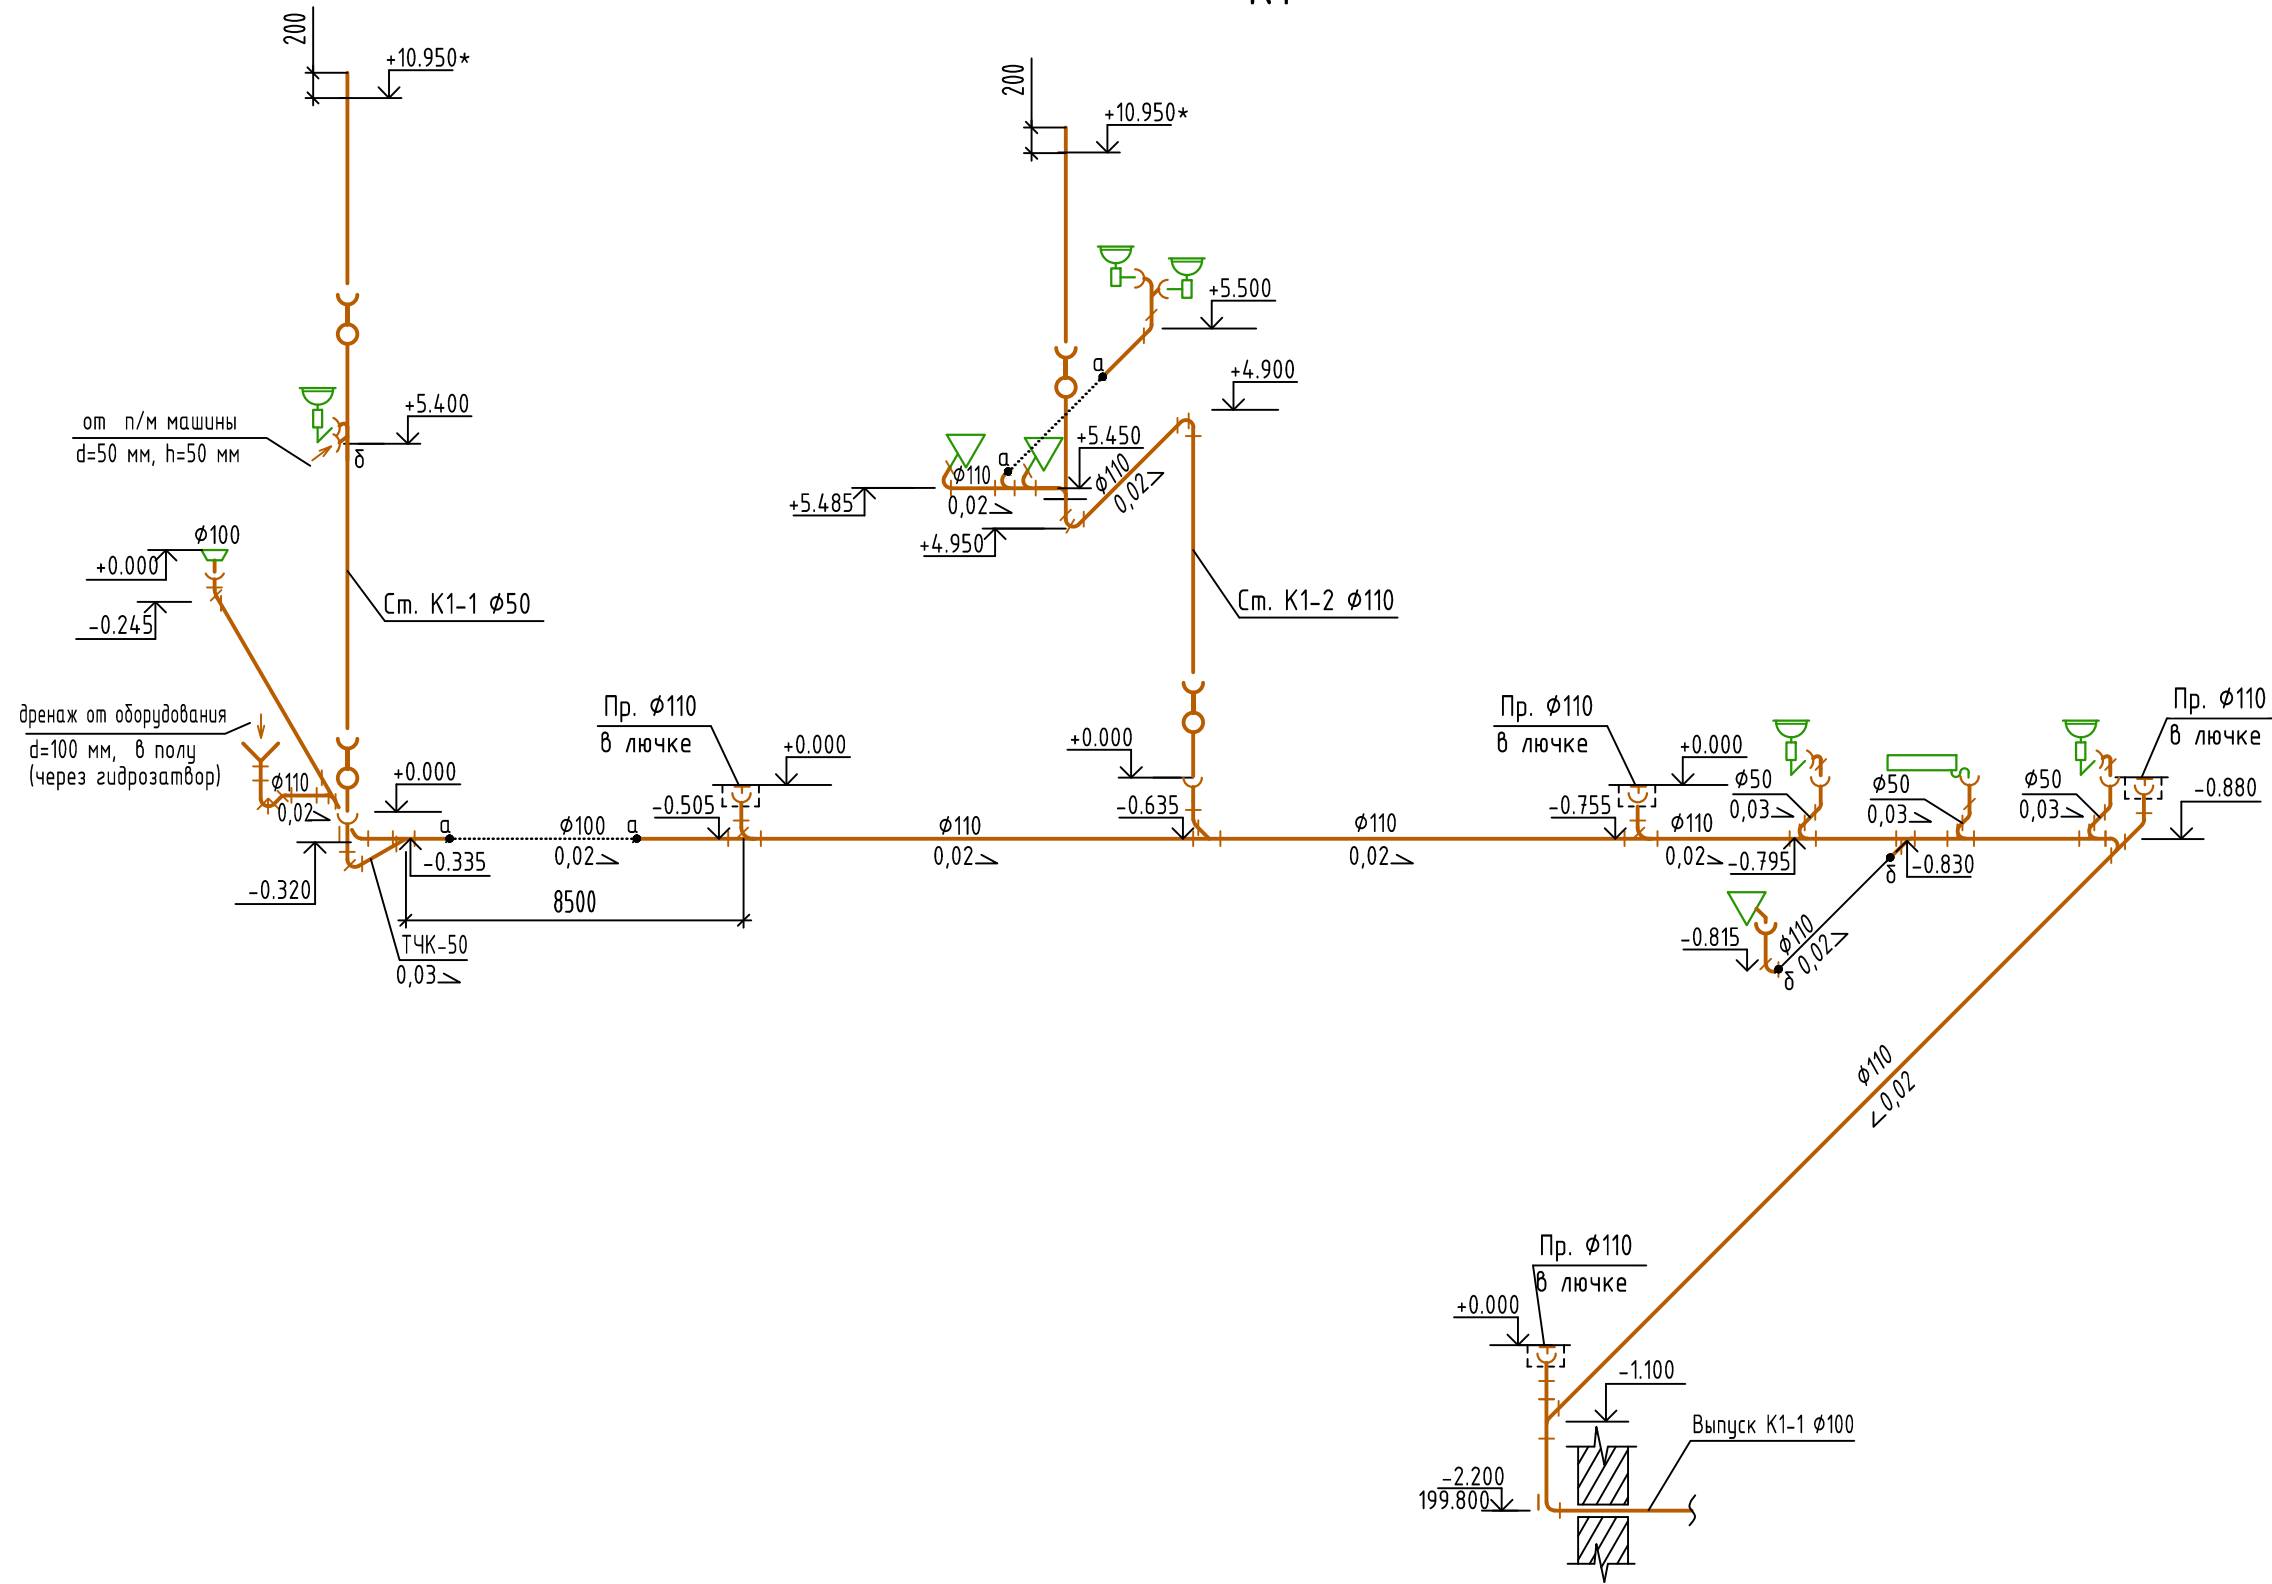 200
+10.950*
200
+10.950*
+5.500
+4.900
а
+5.400
от п/м машины
d=50 мм, h=50 мм
б
+5.450
а
ф110
0,02
ф110
0,02
+5.485
+4.950
ф100
+0.000
-0.245
Ст. К1-1 ф50
Ст. К1-2 ф110
дренаж от оборудования
d=100 мм, в полу
(через гидрозатвор)
ф110
0,02
+0.000
-0.320
-0.335
а
ф100
0,02
а
8500
ТЧК-50
0,03
Пр. ф110
в лючке
+0.000
-0.505
ф110
0,02
+0.000
-0.635
ф110
0,02
Пр. ф110
в лючке
+0.000
-0.755
ф110
0,02
ф50
0,03
-0.795
ф50
0,03
-0.830
б
ф50
0,03
Пр. ф110
в лючке
-0.880
-0.815
ф110
0,02
б
ф110
0,02
Пр. ф110
в лючке
+0.000
-1.100
Выпуск К1-1 ф100
-2.200
199.800